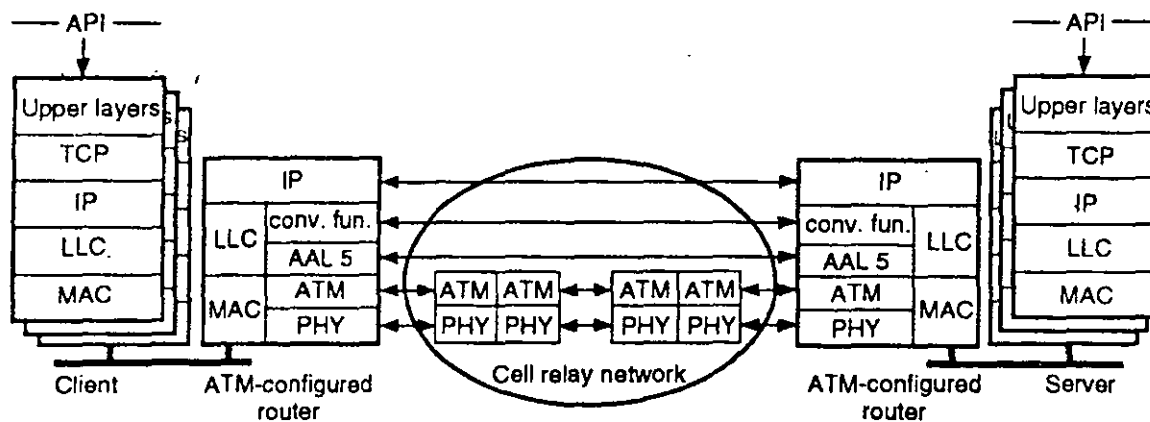 API
API
Upper layers
TCP
IP
LLC
MAC
IP
LLC
conv. fun.
AAL 5
MAC
ATM
PHY
ATM ATM
PHY PHY
ATM ATM
PHY PHY
IP
conv. fun.
LLC
AAL 5
ATM
MAC
PHY
Upper layers
TCP
IP
LLC
MAC
Client
ATM-configured
router
Cell relay network
ATM-configured
router
Server